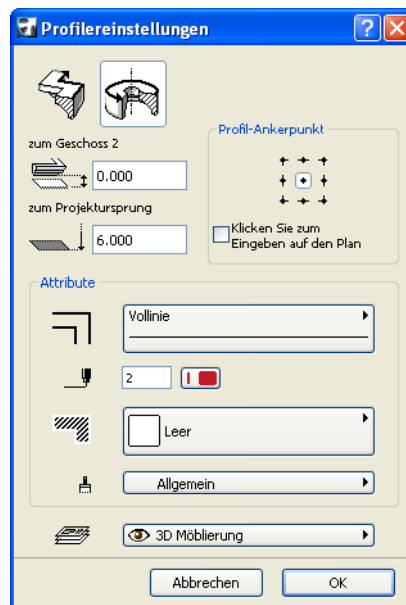 Profilereinstellungen
zum Geschoss 2
0.000
zum Projektursprung
6.000
Profil-Ankerpunkt
Klicken Sie zum
Eingeben auf den Plan
Attribute
Vollinie
2
Leer
Allgemein
3D Möblierung
Abbrechen
OK